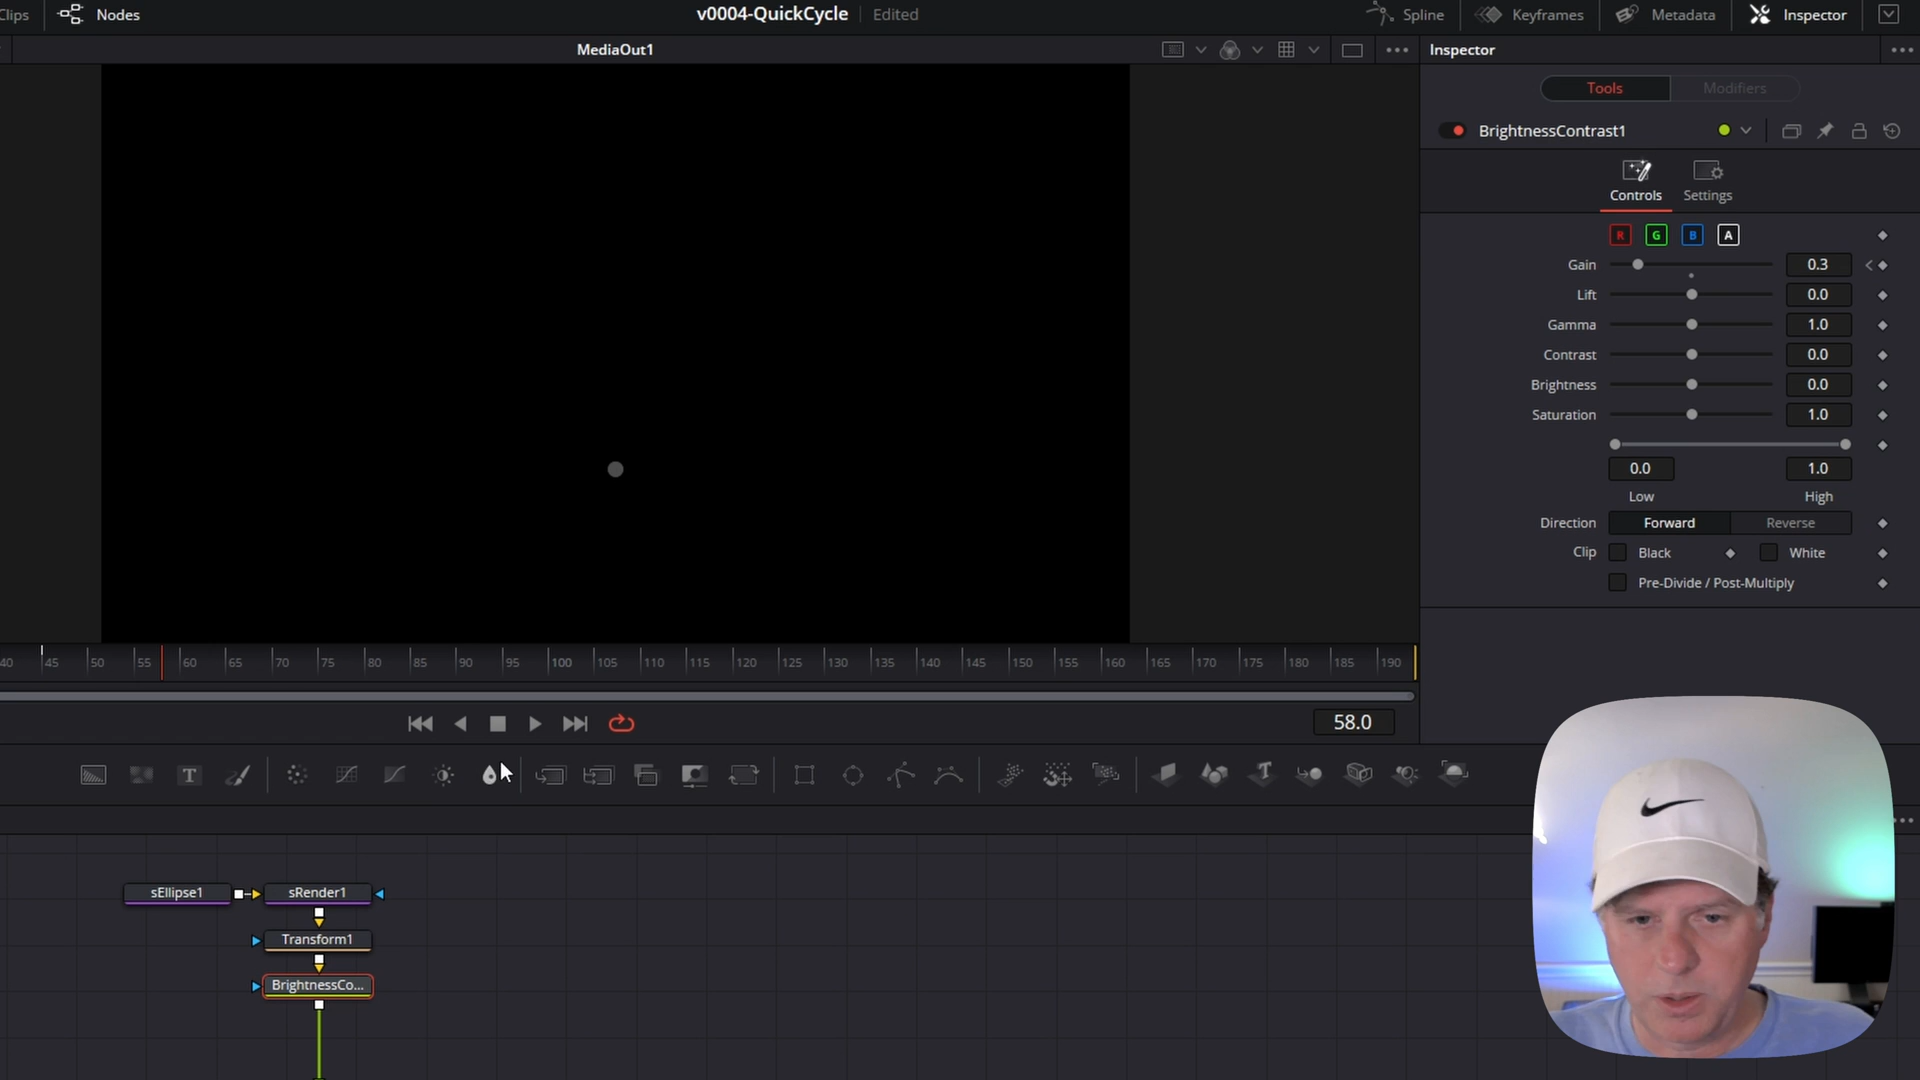 Clips
Nodes
v0004-QuickCycle
Edited
Spline
Keyframes
Metadata
Inspector
MediaOut1
Inspector
Tools
Modifiers
BrightnessContrast1
Controls
Settings
R
G
B
A
Gain
0.3
Lift
0.0
Gamma
1.0
Contrast
0.0
Brightness
0.0
Saturation
1.0
0.0
1.0
Low
High
Direction
Forward
Reverse
Clip
Black
White
Pre-Divide / Post-Multiply
40 45 50 55 60 65 70 75 80 85 90 95 100 105 110 115 120 125 130 135 140 145 150 155 160 165 170 175 180 185 190
58.0
T
sEllipse1
sRender1
Transform1
BrightnessCo...